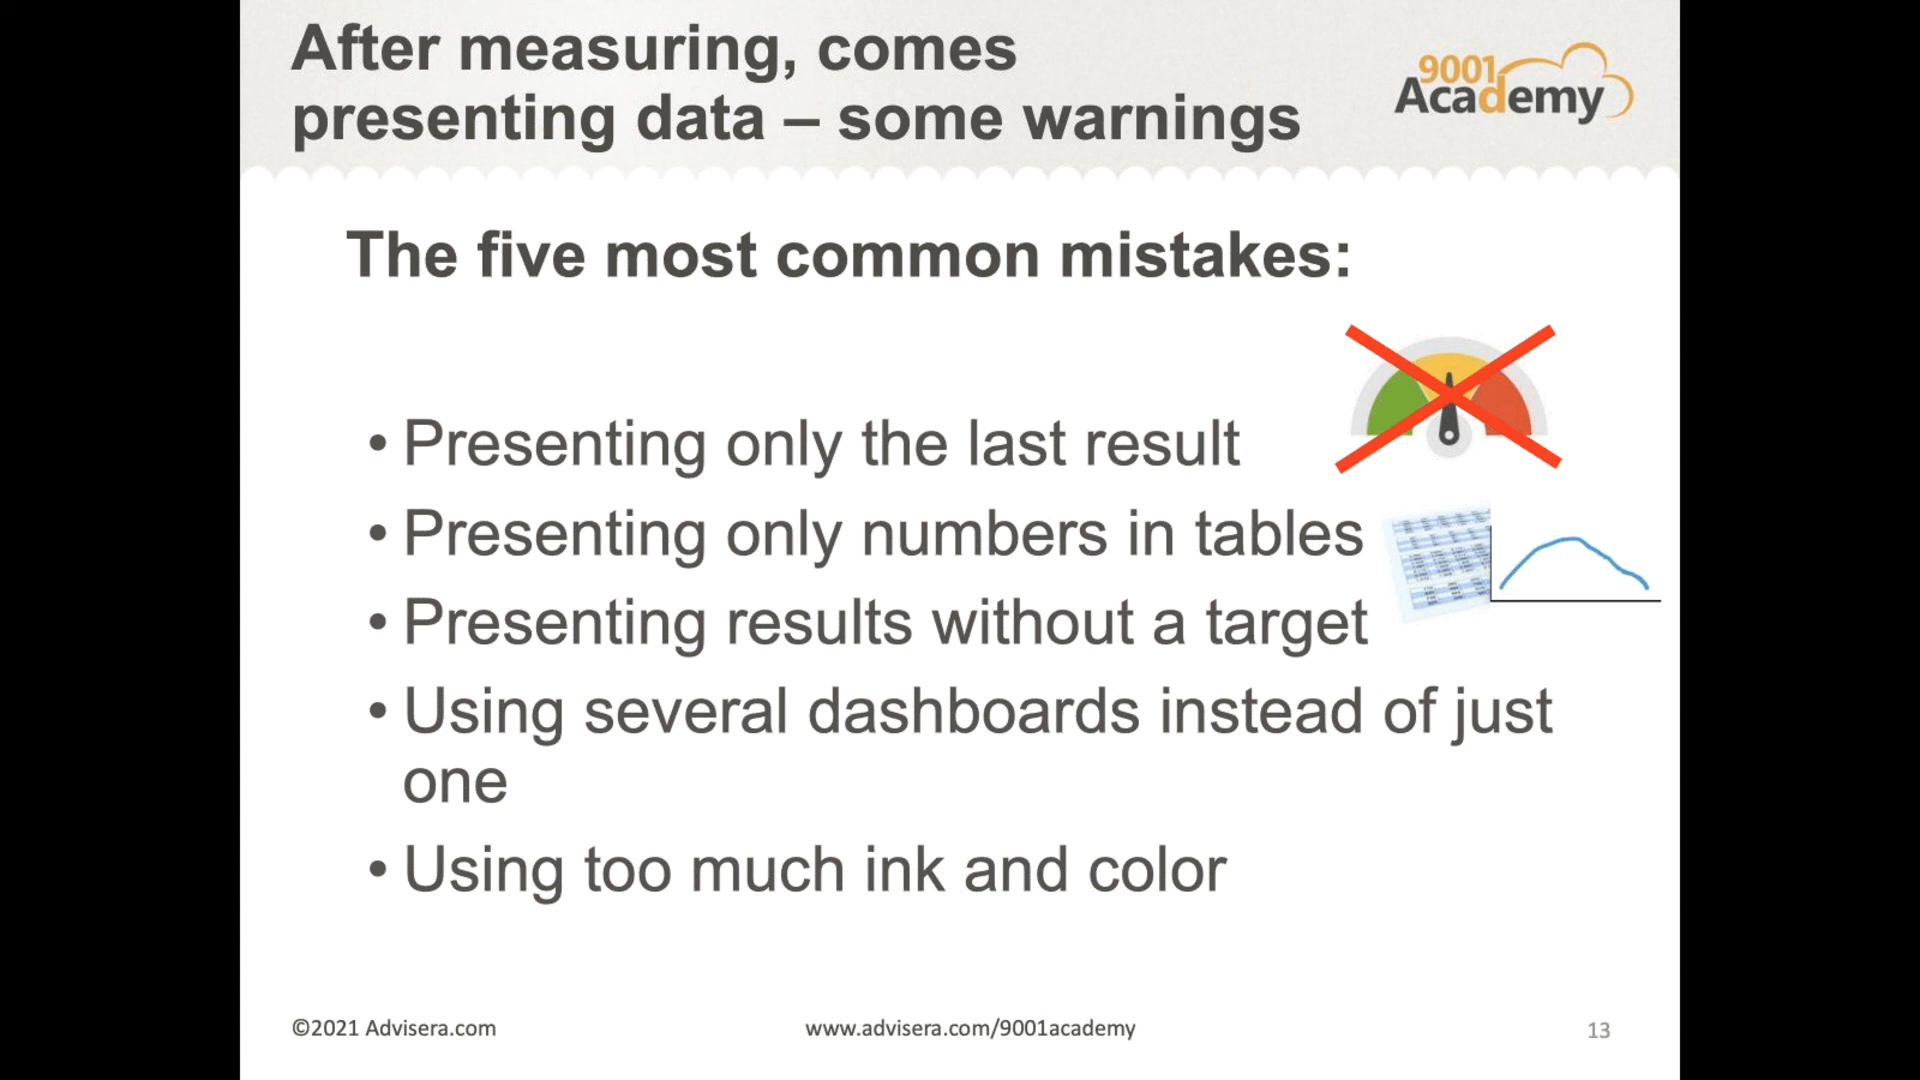 After measuring, comes
presenting data – some warnings
9001
Academy
The five most common mistakes:
• Presenting only the last result
• Presenting only numbers in tables
• Presenting results without a target
• Using several dashboards instead of just
one
• Using too much ink and color
©2021 Advisera.com
www.advisera.com/9001academy
13